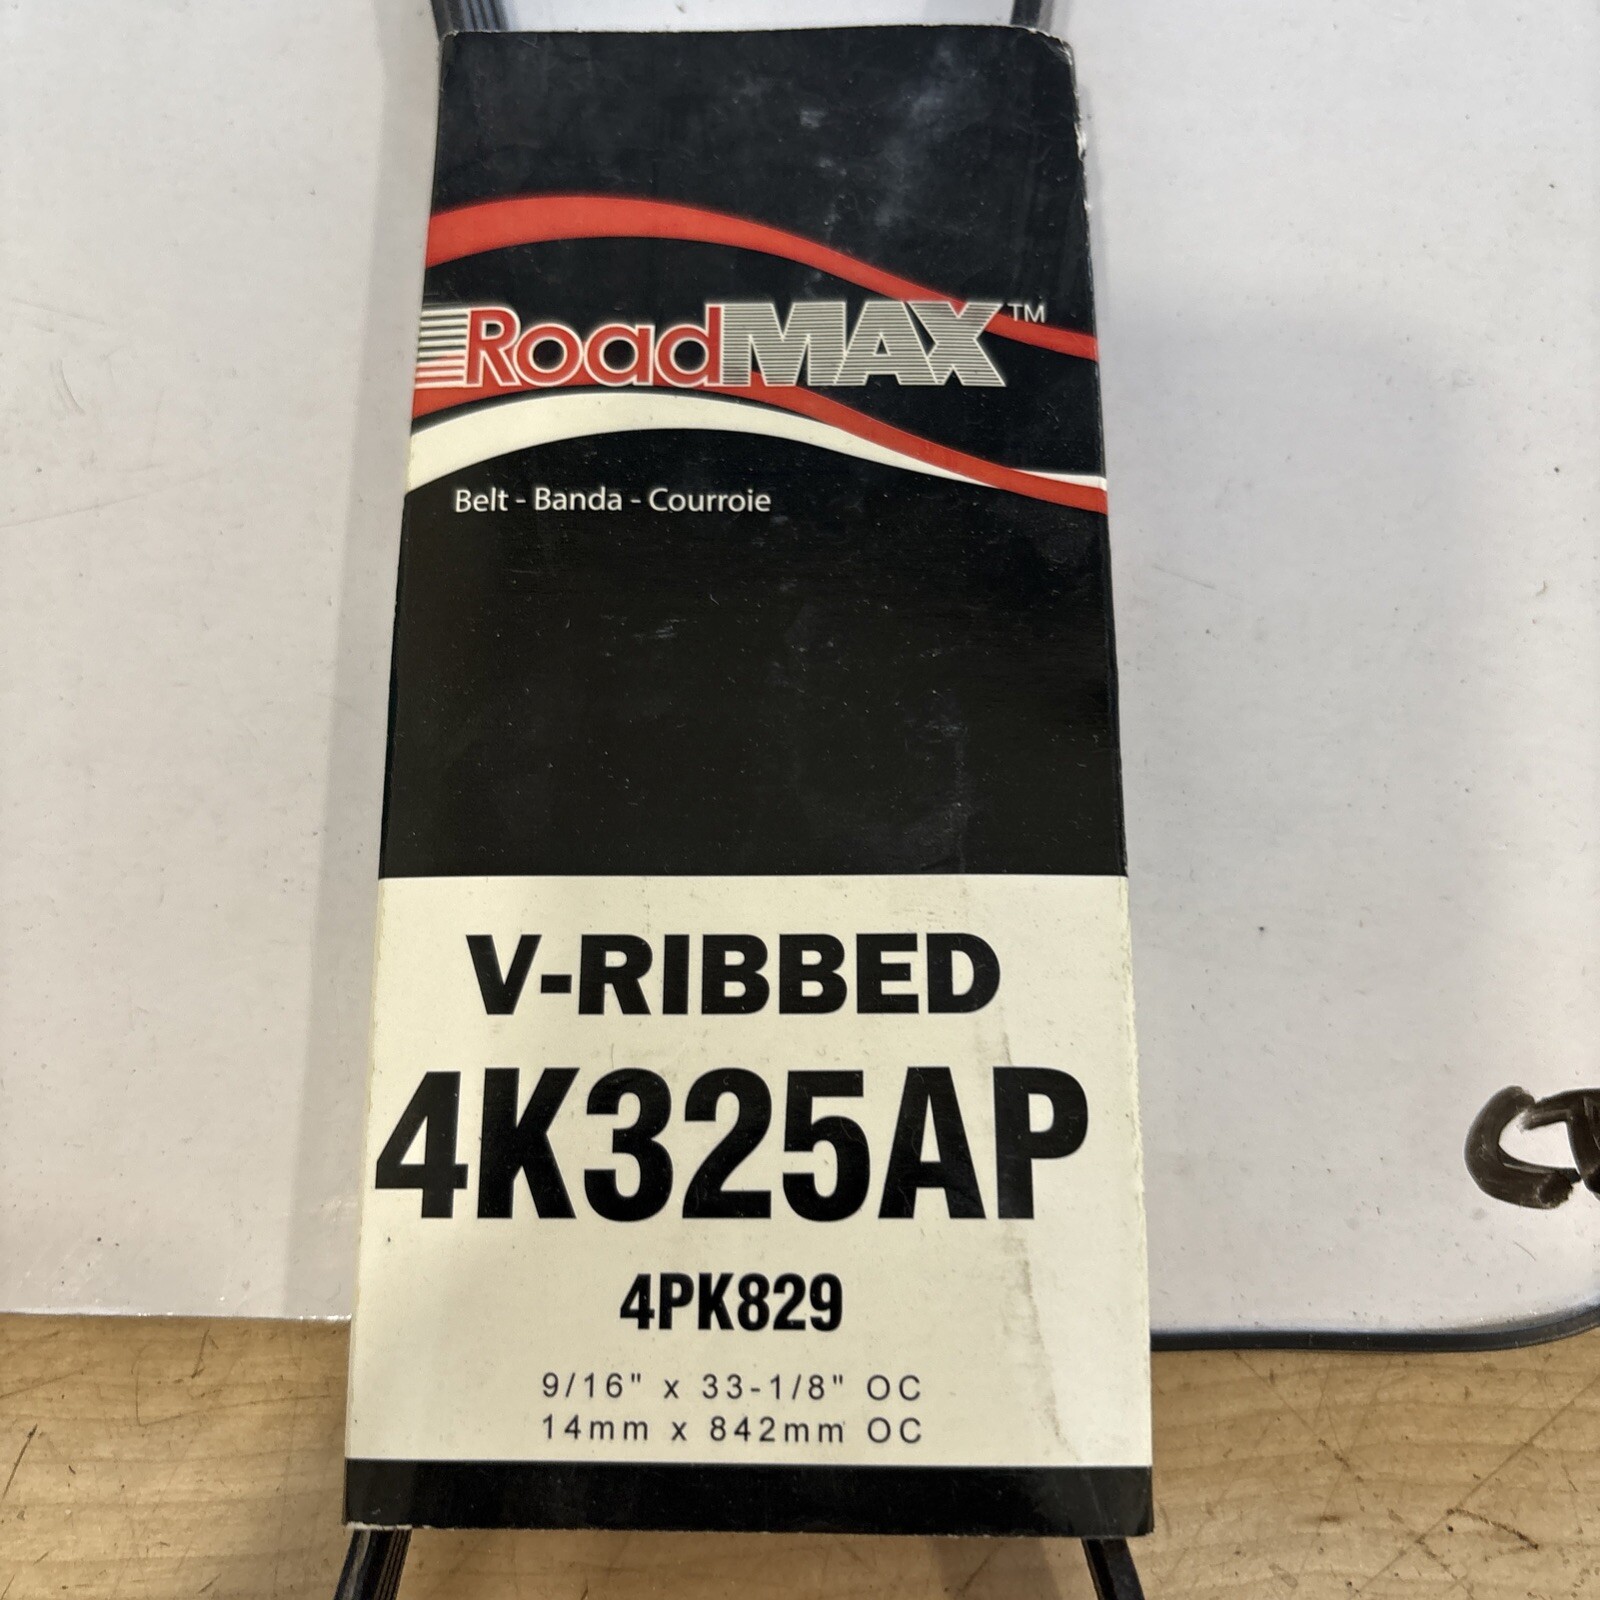 RoadMAX™
Belt - Banda - Courroie
V-RIBBED
4K325AP
4PK829
9/16" x 33-1/8" OC
14mm x 842mm OC